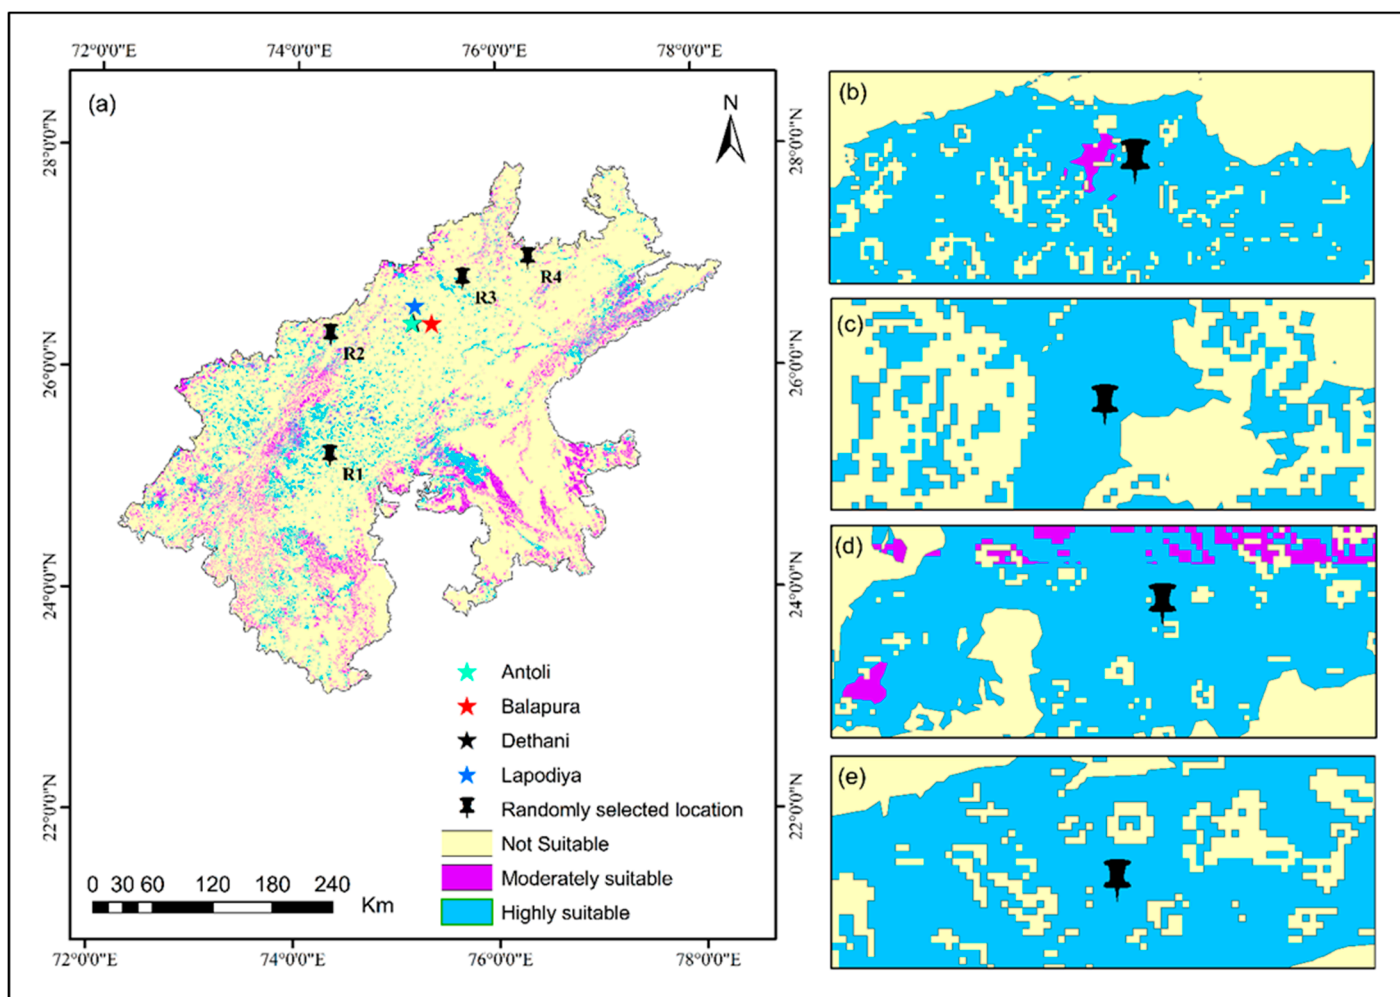 72°0'0"E 74°0'0"E 76°0'0"E 78°0'0"E
(a)
N
28°0'0"N
28°0'0"N
R4
R3
R2
26°0'0"N
26°0'0"N
R1
24°0'0"N
24°0'0"N
Antoli
Balapura
Dethani
Lapodiya
22°0'0"N
22°0'0"N
Randomly selected location
Not Suitable
Moderately suitable
Highly suitable
0 30 60 120 180 240
Km
72°0'0"E 74°0'0"E 76°0'0"E 78°0'0"E
(b)
(c)
(d)
(e)